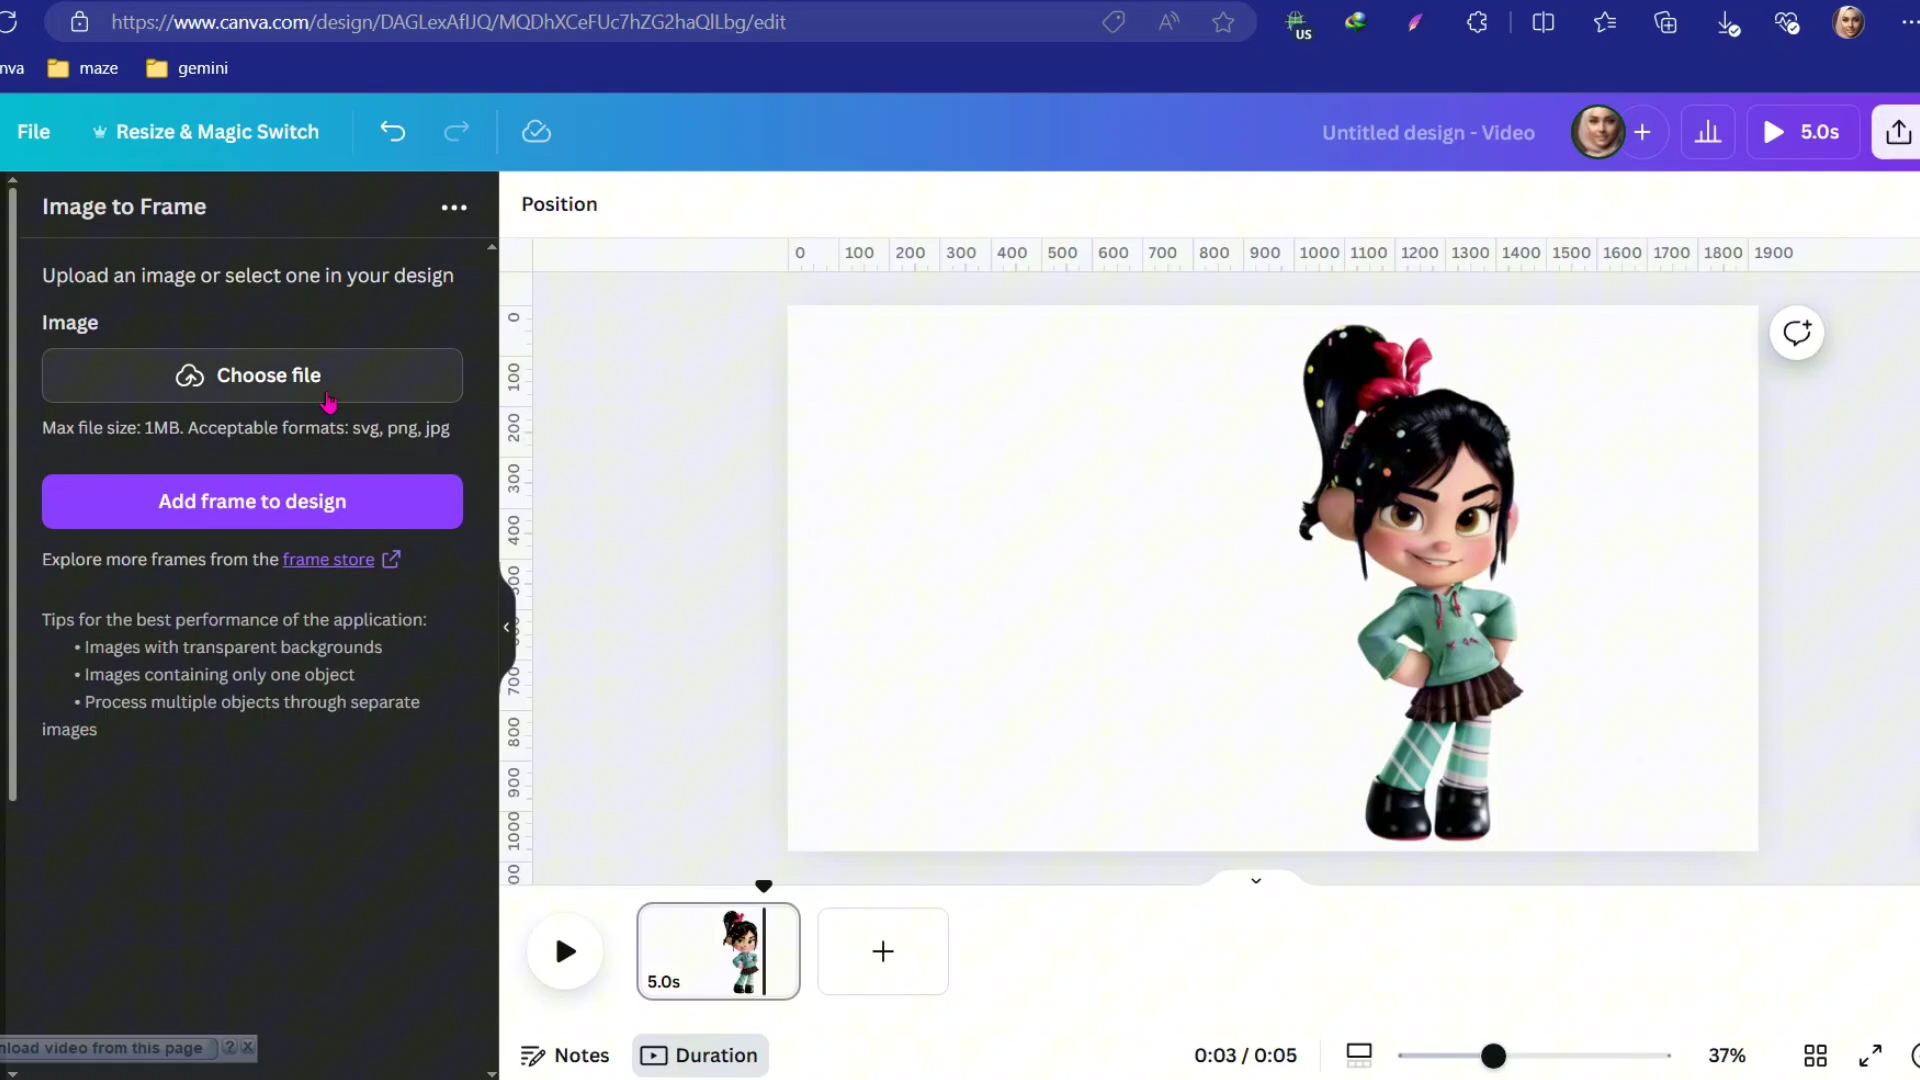 https://www.canva.com/design/DAGLexAflJQ/MQDhXCeFUc7hZG2haQlLbg/edit
US
nva
maze
gemini
File
Resize & Magic Switch
Untitled design - Video
5.0s
Image to Frame
Position
0 100 200 300 400 500 600 700 800 900 1000 1100 1200 1300 1400 1500 1600 1700 1800 1900
Upload an image or select one in your design
Image
Choose file
Max file size: 1MB. Acceptable formats: svg, png, jpg
Add frame to design
Explore more frames from the frame store
Tips for the best performance of the application:
• Images with transparent backgrounds
• Images containing only one object
• Process multiple objects through separate
images
0
100
200
300
400
700
800
900
1000
00
5.0s
nload video from this page
Notes
Duration
0:03 / 0:05
37%